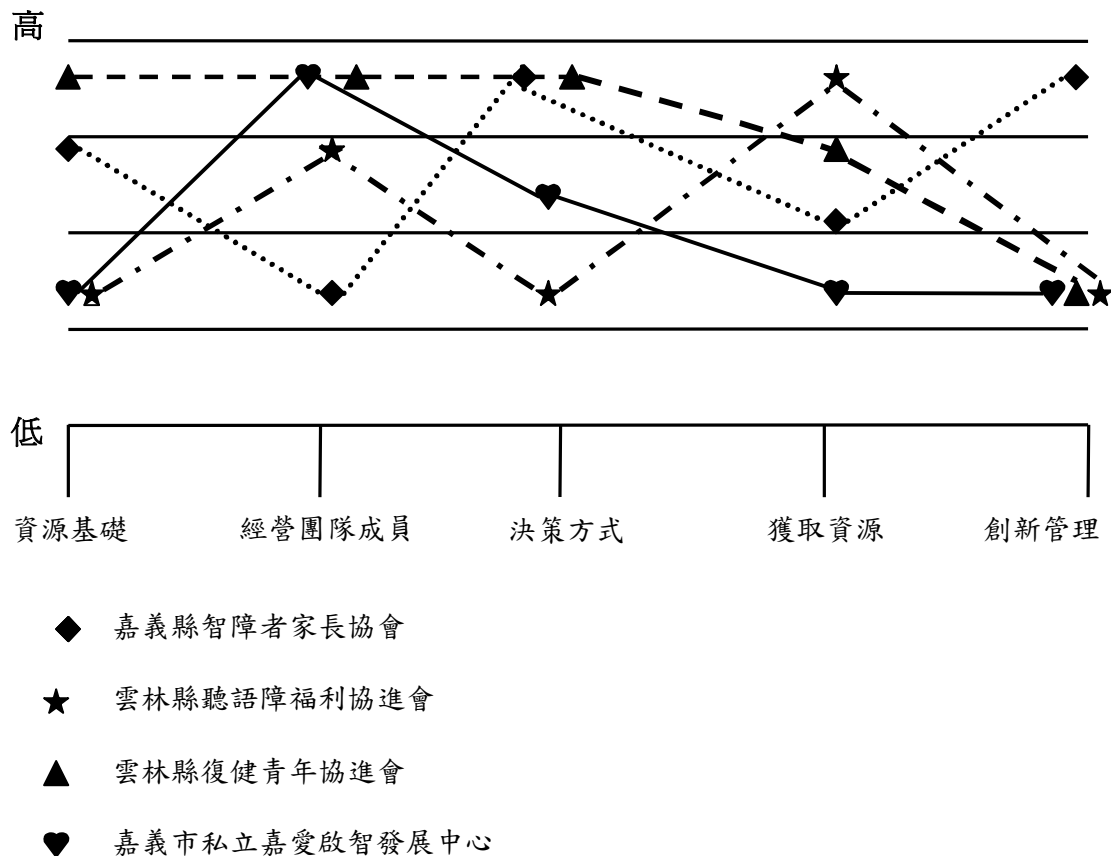 高
低
資源基礎 經營團隊成員 決策方式 獲取資源 創新管理
嘉義縣智障者家長協會
雲林縣聽語障福利協進會
雲林縣復健青年協進會
嘉義市私立嘉愛啟智發展中心